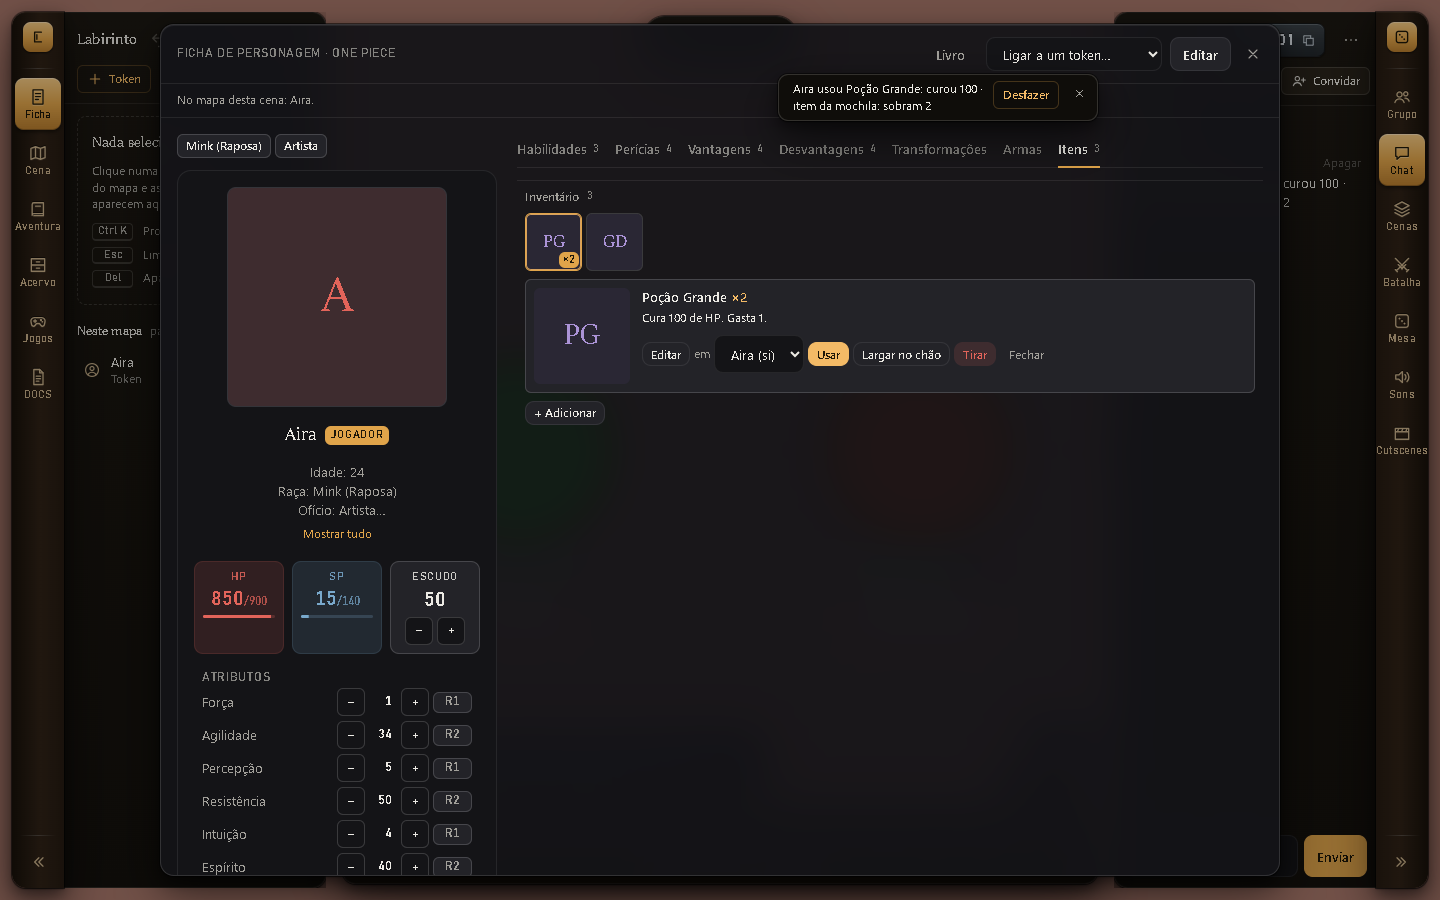 E
Ficha
Cena
Aventura
Acervo
Jogos
DOCS
«
Labirinto
+ Token
Nada selec
Clique numa
do mapa e as
aparecem aq
Ctrl K Pro
Esc Lim
Del Apa
Neste mapa
Aira
Token
FICHA DE PERSONAGEM · ONE PIECE
Livro
Ligar a um token...
Editar
×
No mapa desta cena: Aira.
Aira usou Poção Grande: curou 100 ·
item da mochila: sobram 2
Desfazer
×
Mink (Raposa)
Artista
A
Aira JOGADOR
Idade: 24
Raça: Mink (Raposa)
Ofício: Artista...
Mostrar tudo
HP
850/900
SP
15/140
ESCUDO
50
− +
ATRIBUTOS
Força − 1 + R1
Agilidade − 34 + R2
Percepção − 5 + R1
Resistência − 50 + R2
Intuição − 4 + R1
Espírito − 40 + R2
Habilidades 3
Perícias 4
Vantagens 4
Desvantagens 4
Transformações
Armas
Itens 3
Inventário 3
PG
×2
GD
PG
Poção Grande ×2
Cura 100 de HP. Gasta 1.
Editar em Aira (si) Usar Largar no chão Tirar Fechar
+ Adicionar
01
...
Convidar
Apagar
curou 100 ·
2
Enviar
Grupo
Chat
Cenas
Batalha
Mesa
Sons
Cutscenes
»